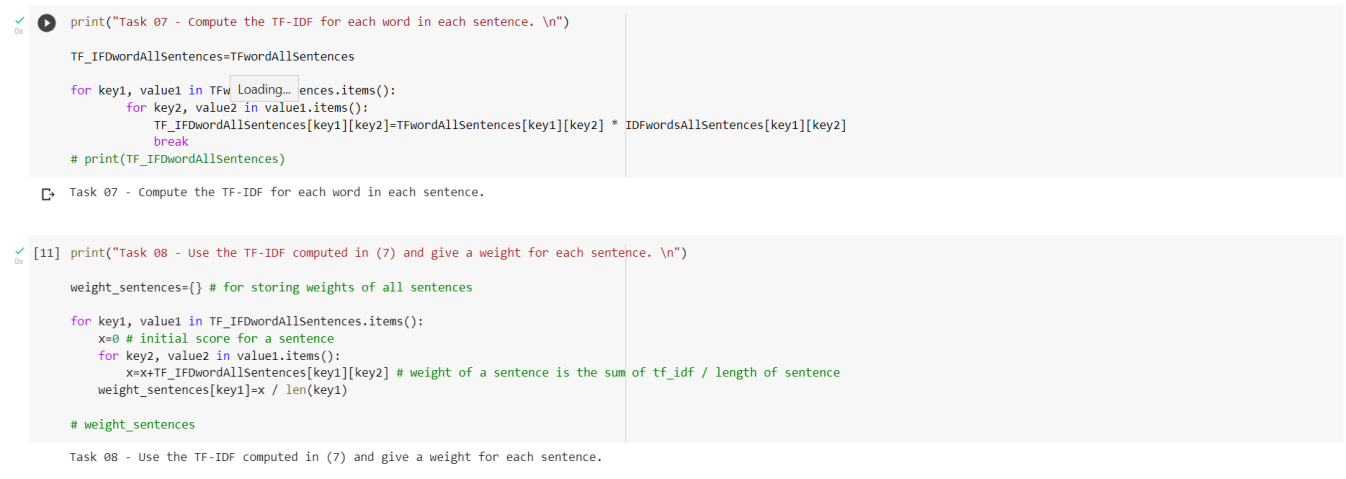 print("Task 07 - Compute the TF-IDF for each word in each sentence. \n")
TF_IFDwordAllSentences=TFwordAllSentences
for key1, value1 in TFw Loading... ences.items():
for key2, value2 in value1.items():
TF_IFDwordAllSentences[key1][key2]=TFwordAllSentences[key1][key2] * IDFwordsAllSentences[key1][key2]
break
# print(TF_IFDwordAllSentences)
Task 07 - Compute the TF-IDF for each word in each sentence.
[11] print("Task 08 - Use the TF-IDF computed in (7) and give a weight for each sentence. \n")
weight_sentences={} # for storing weights of all sentences
for key1, value1 in TF_IFDwordAllSentences.items():
x=0 # initial score for a sentence
for key2, value2 in value1.items():
x=x+TF_IFDwordAllSentences[key1][key2] # weight of a sentence is the sum of tf_idf / length of sentence
weight_sentences[key1]=x / len(key1)
# weight_sentences
Task 08 - Use the TF-IDF computed in (7) and give a weight for each sentence.